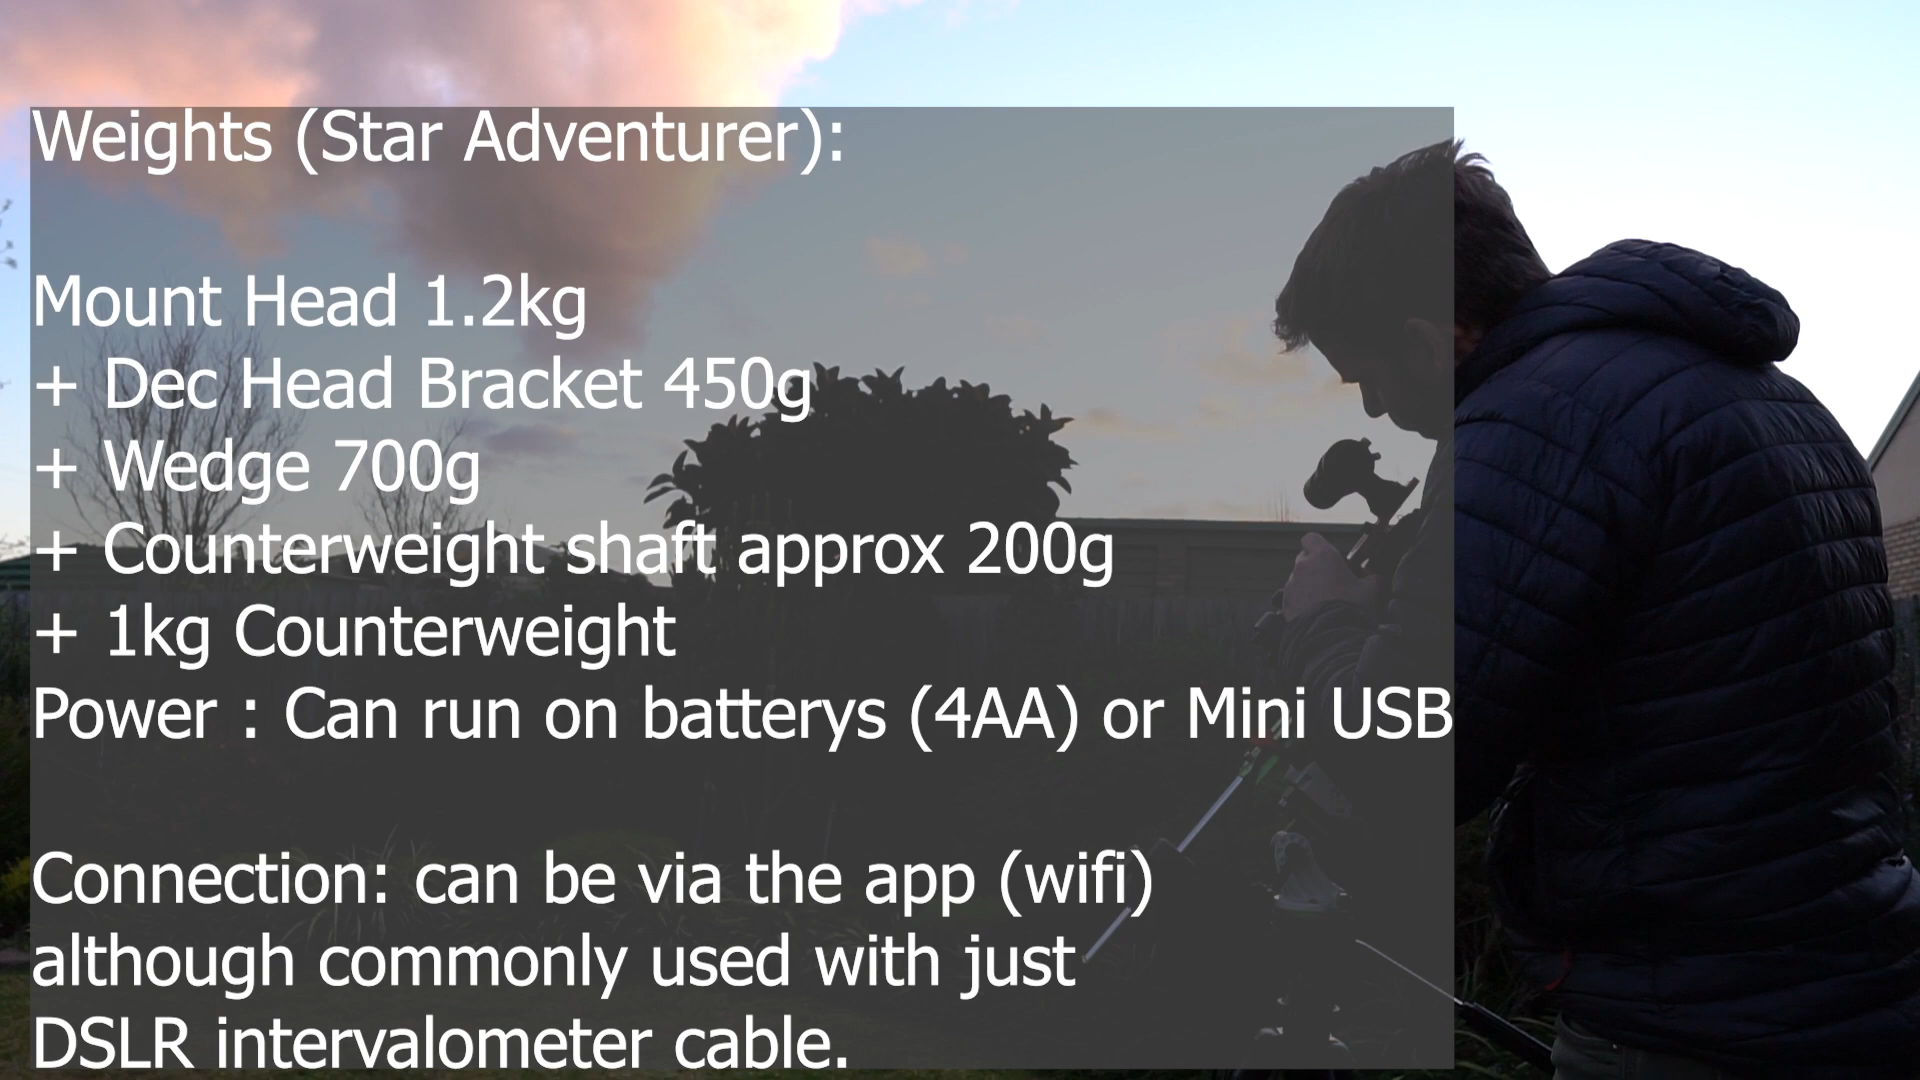 Weights (Star Adventurer):
Mount Head 1.2kg
+ Dec Head Bracket 450g
+ Wedge 700g
+ Counterweight shaft approx 200g
+ 1kg Counterweight
Power : Can run on batterys (4AA) or Mini USB
Connection: can be via the app (wifi)
although commonly used with just
DSLR intervalometer cable.